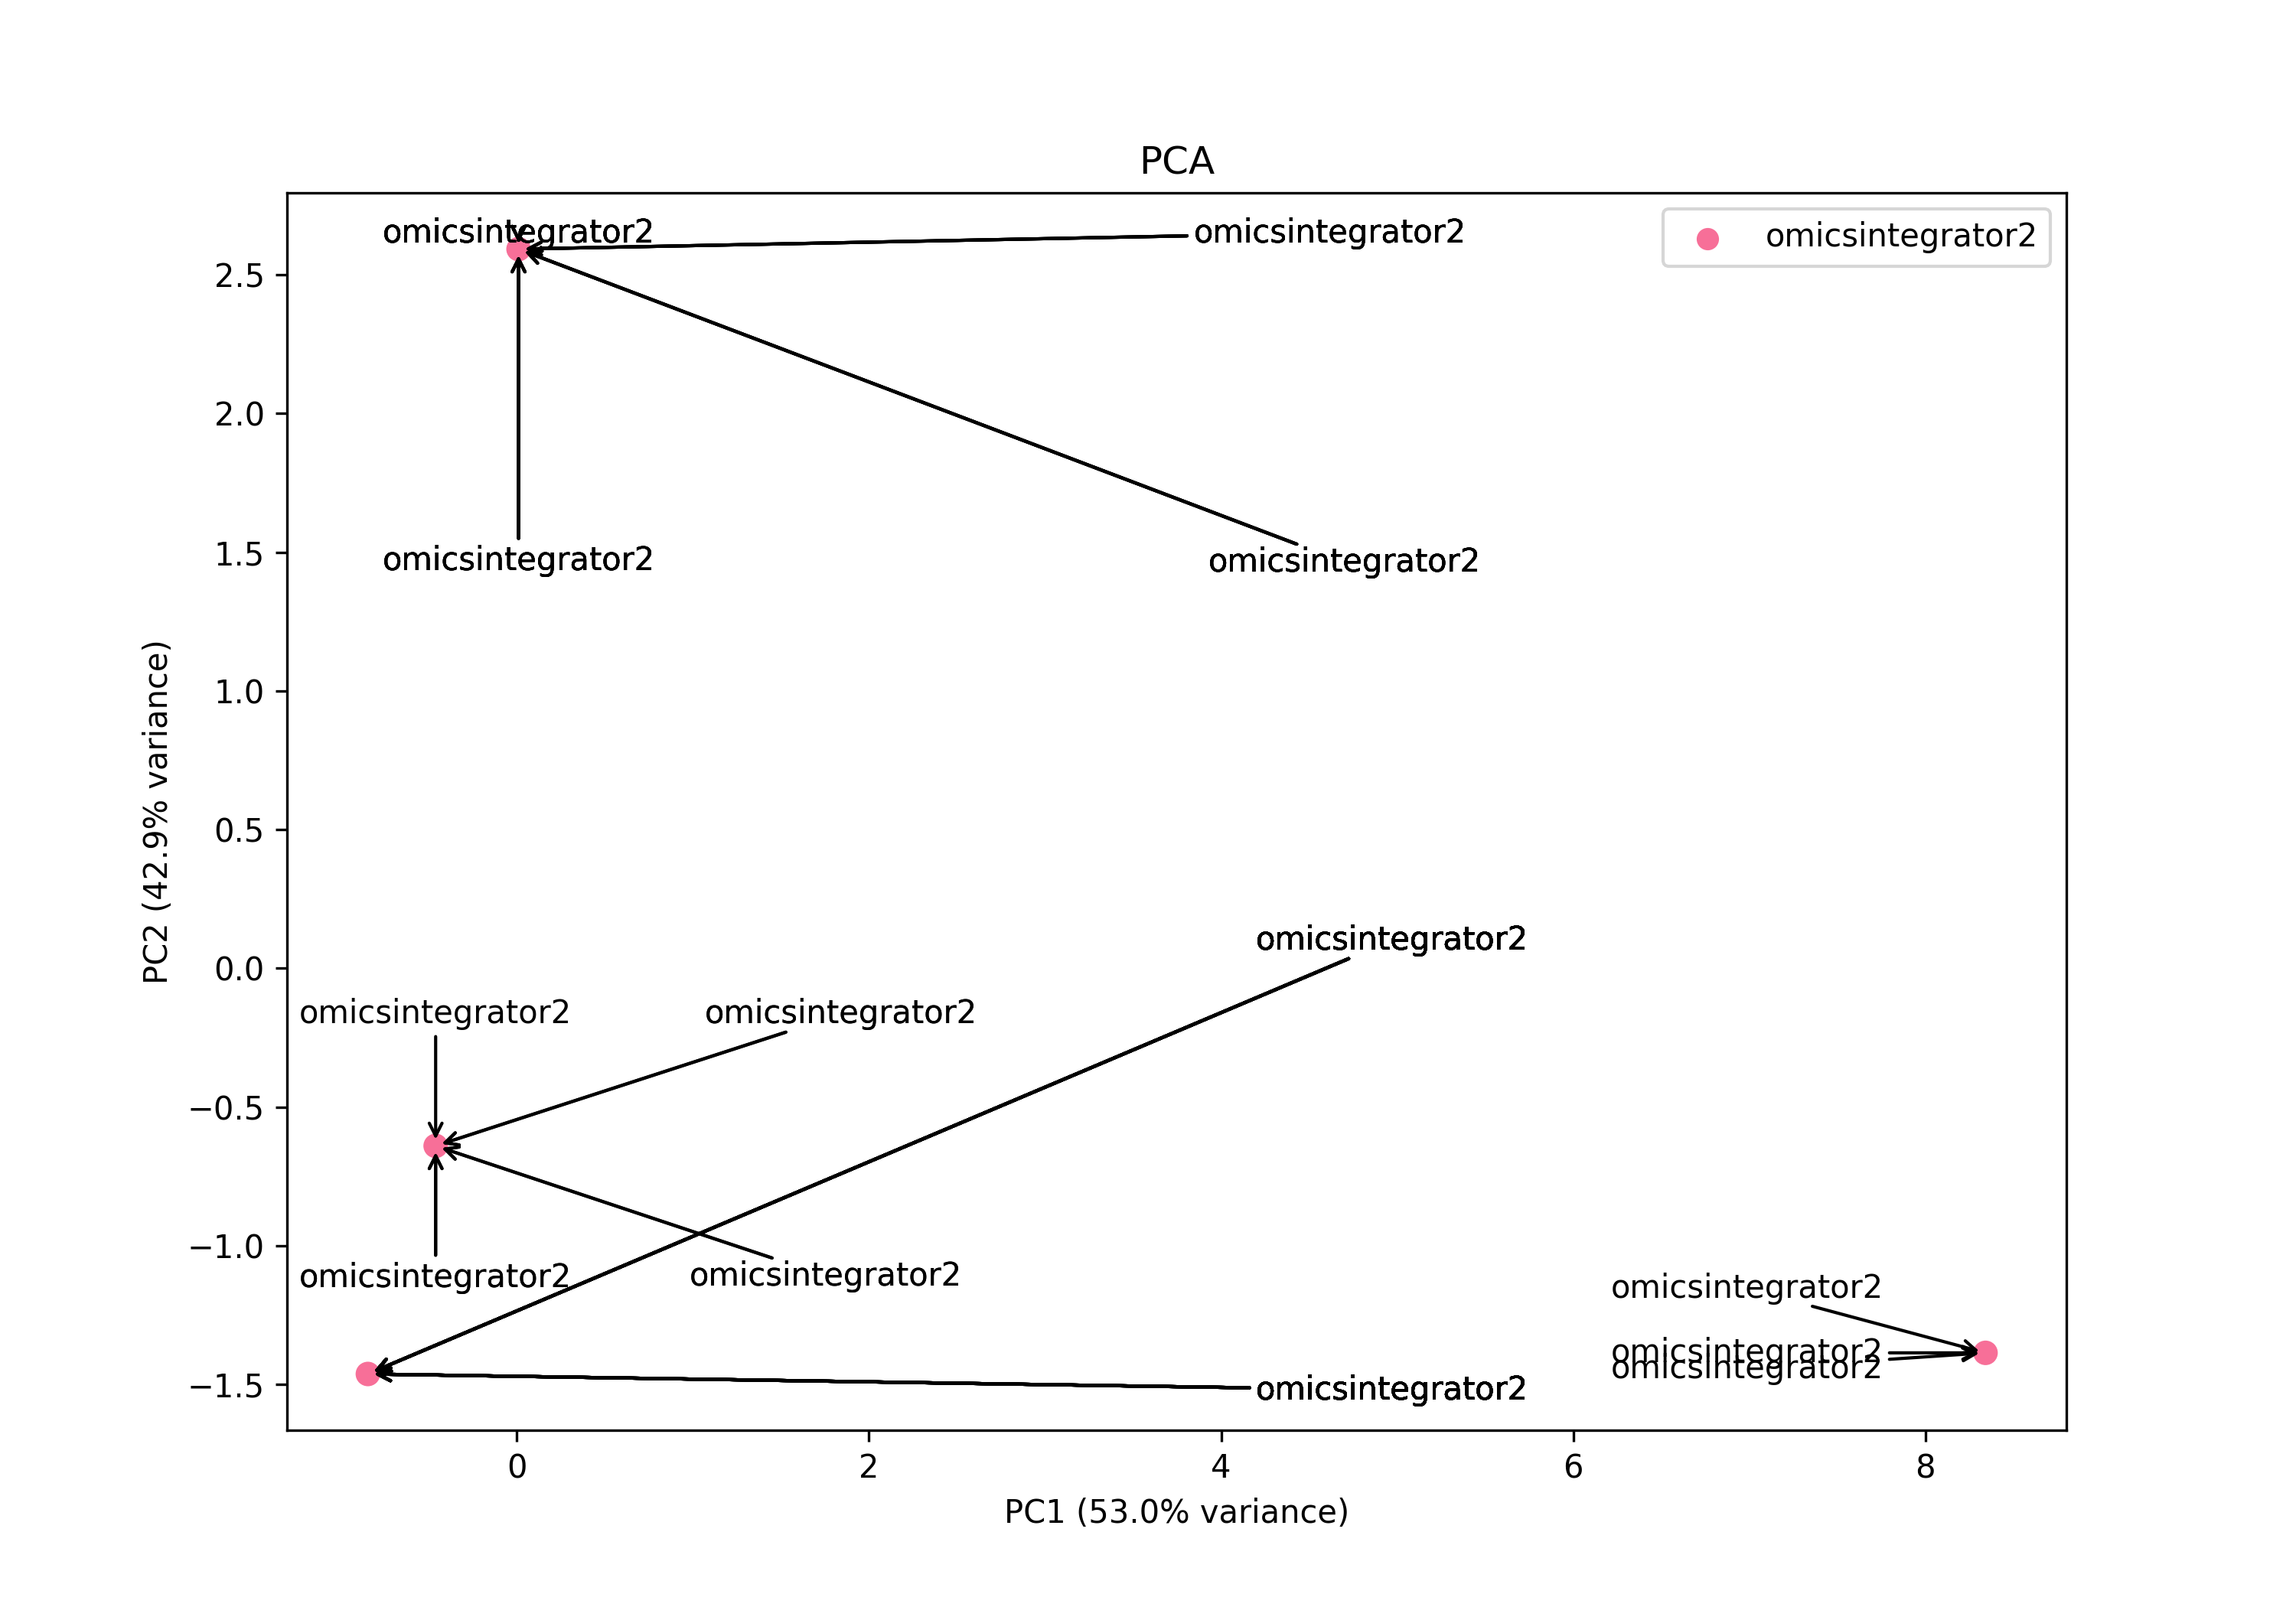 PCA
omicsintegrator2
omicsintegrator2
omicsintegrator2
2.5
2.0
1.5
omicsintegrator2
omicsintegrator2
1.0
0.5
0.0
−0.5
−1.0
−1.5
PC2 (42.9% variance)
omicsintegrator2
omicsintegrator2
omicsintegrator2
omicsintegrator2
omicsintegrator2
omicsintegrator2
omicsintegrator2
omicsintegrator2
omicsintegrator2
0
2
4
6
8
PC1 (53.0% variance)